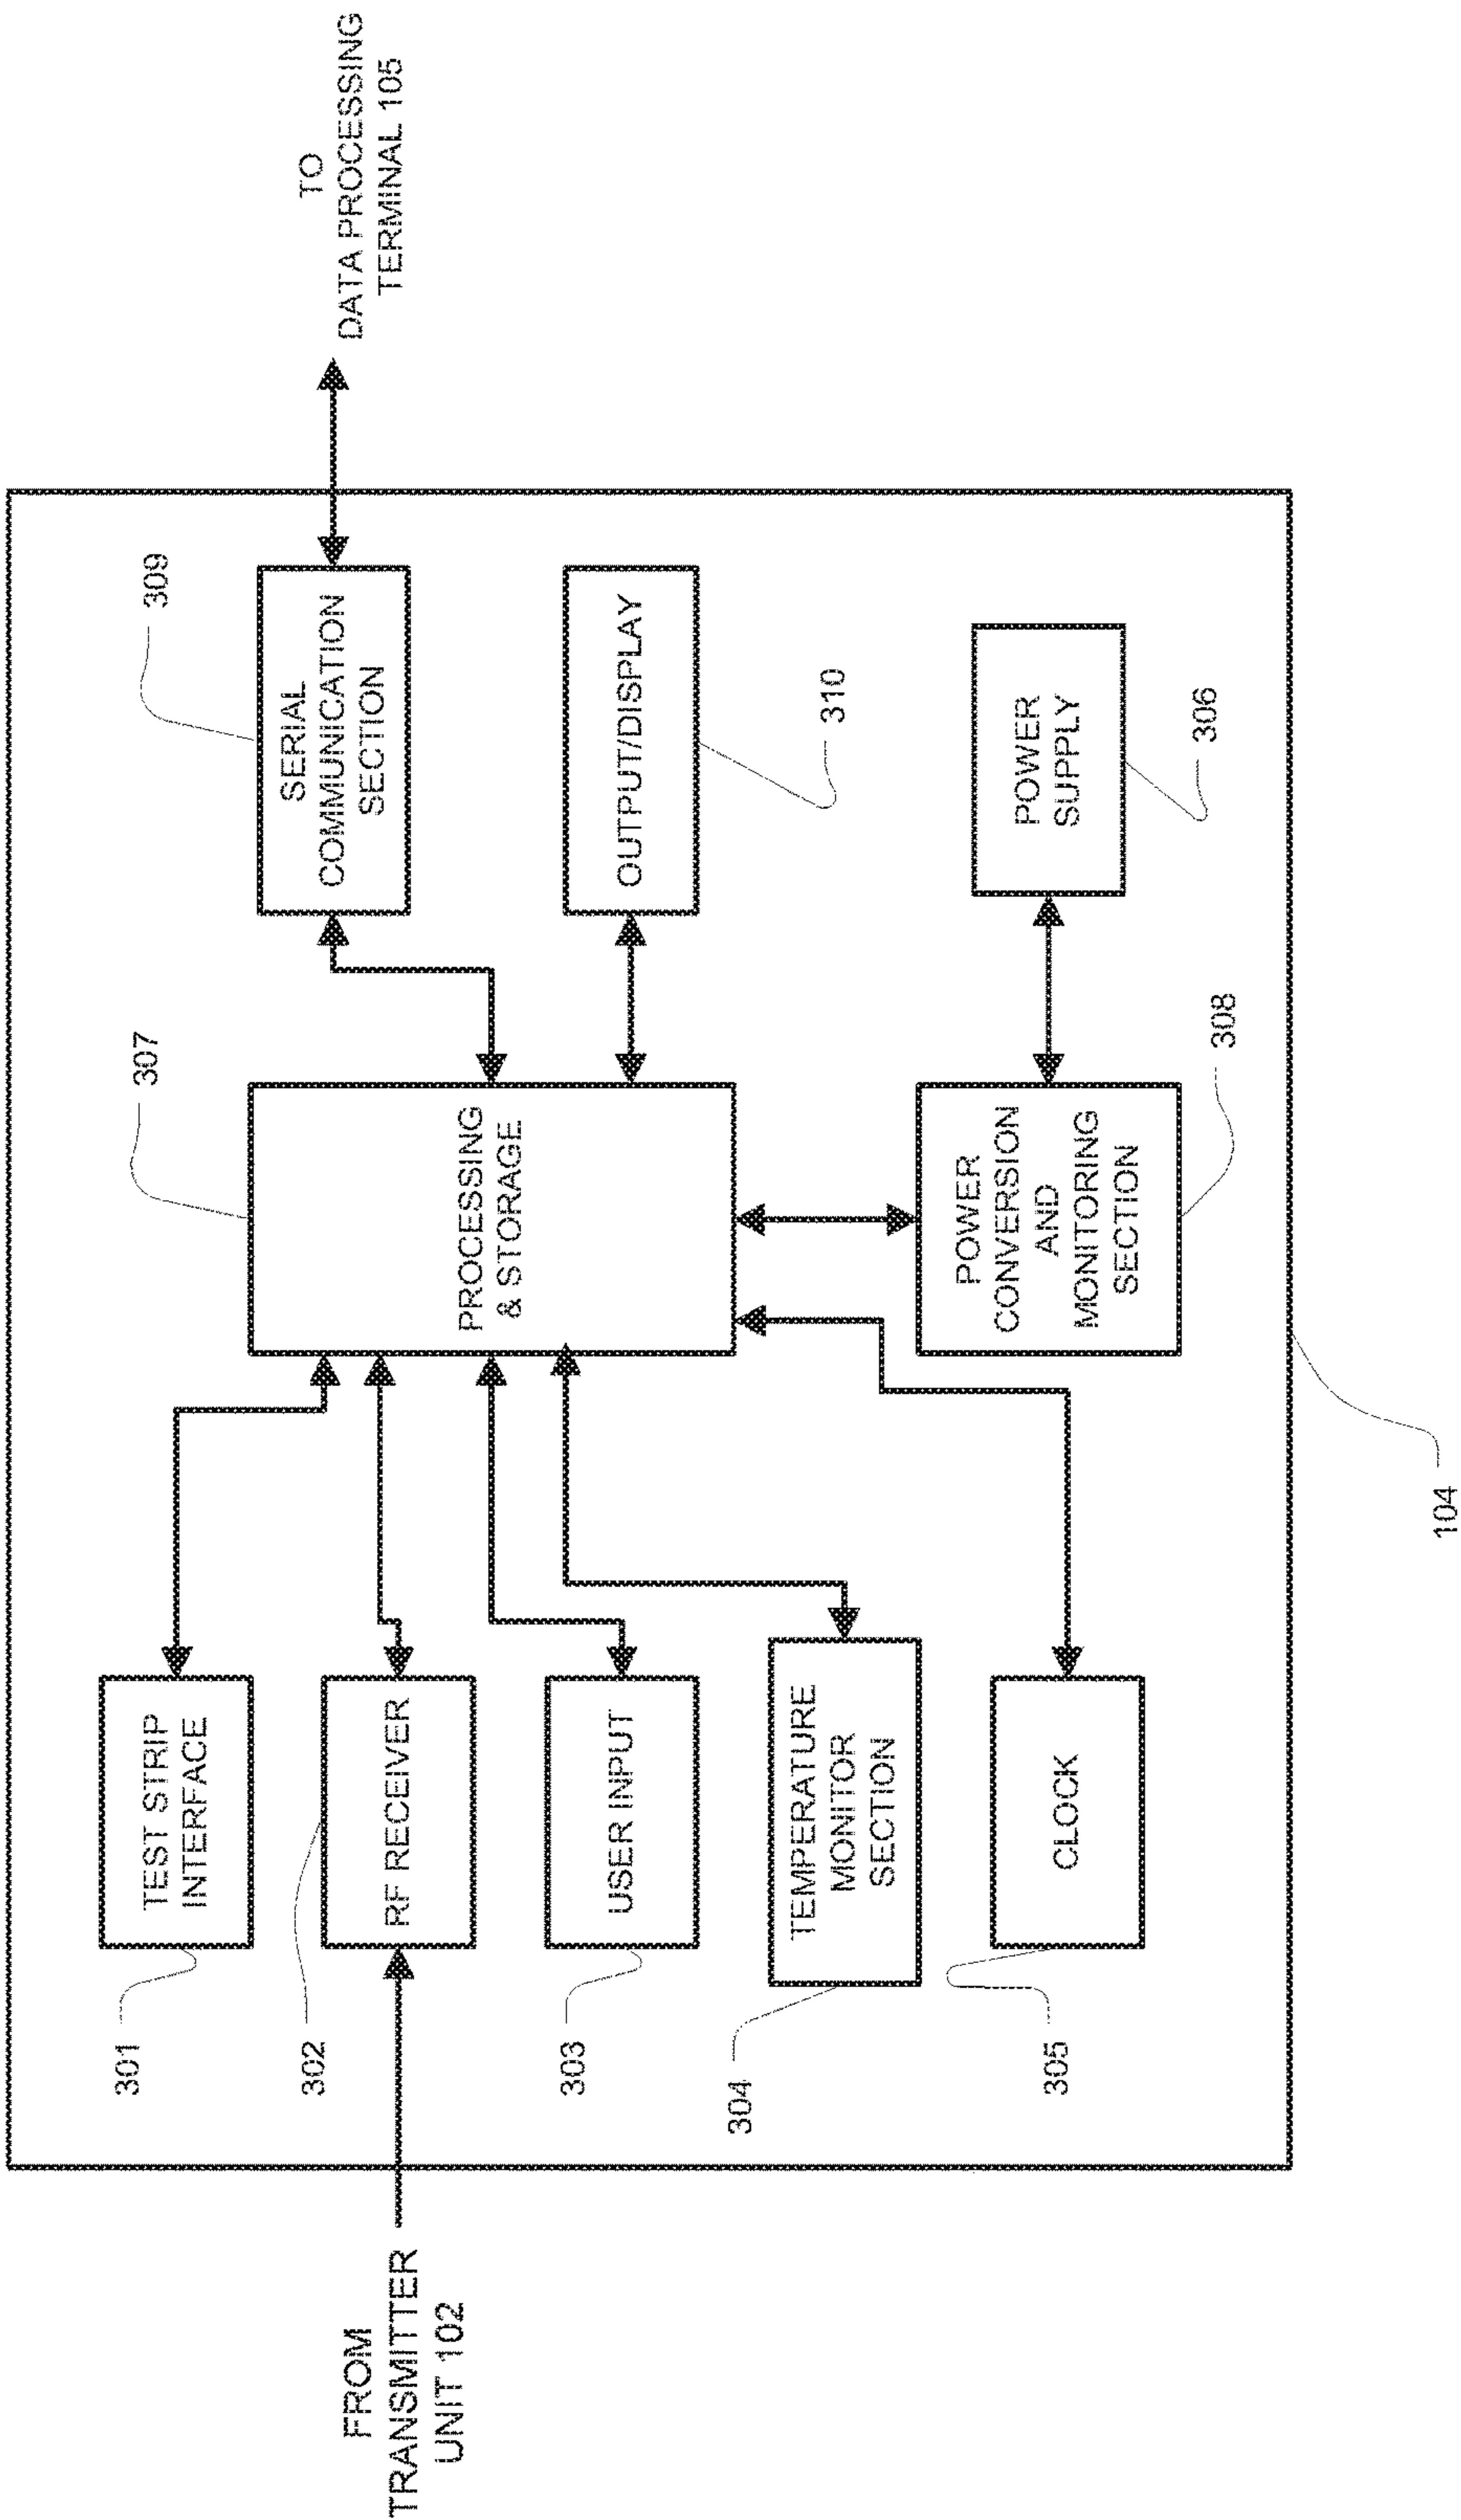 FROM
TRANSMITTER
UNIT 102
301
TEST STRIP
INTERFACE
302
RF RECEIVER
303
USER INPUT
304
TEMPERATURE
MONITOR
SECTION
305
CLOCK
307
PROCESSING
& STORAGE
POWER
CONVERSION
AND
MONITORING
SECTION
308
309
SERIAL
COMMUNICATION
SECTION
OUTPUT/DISPLAY
310
POWER
SUPPLY
306
104
TO
DATA PROCESSING
TERMINAL 105